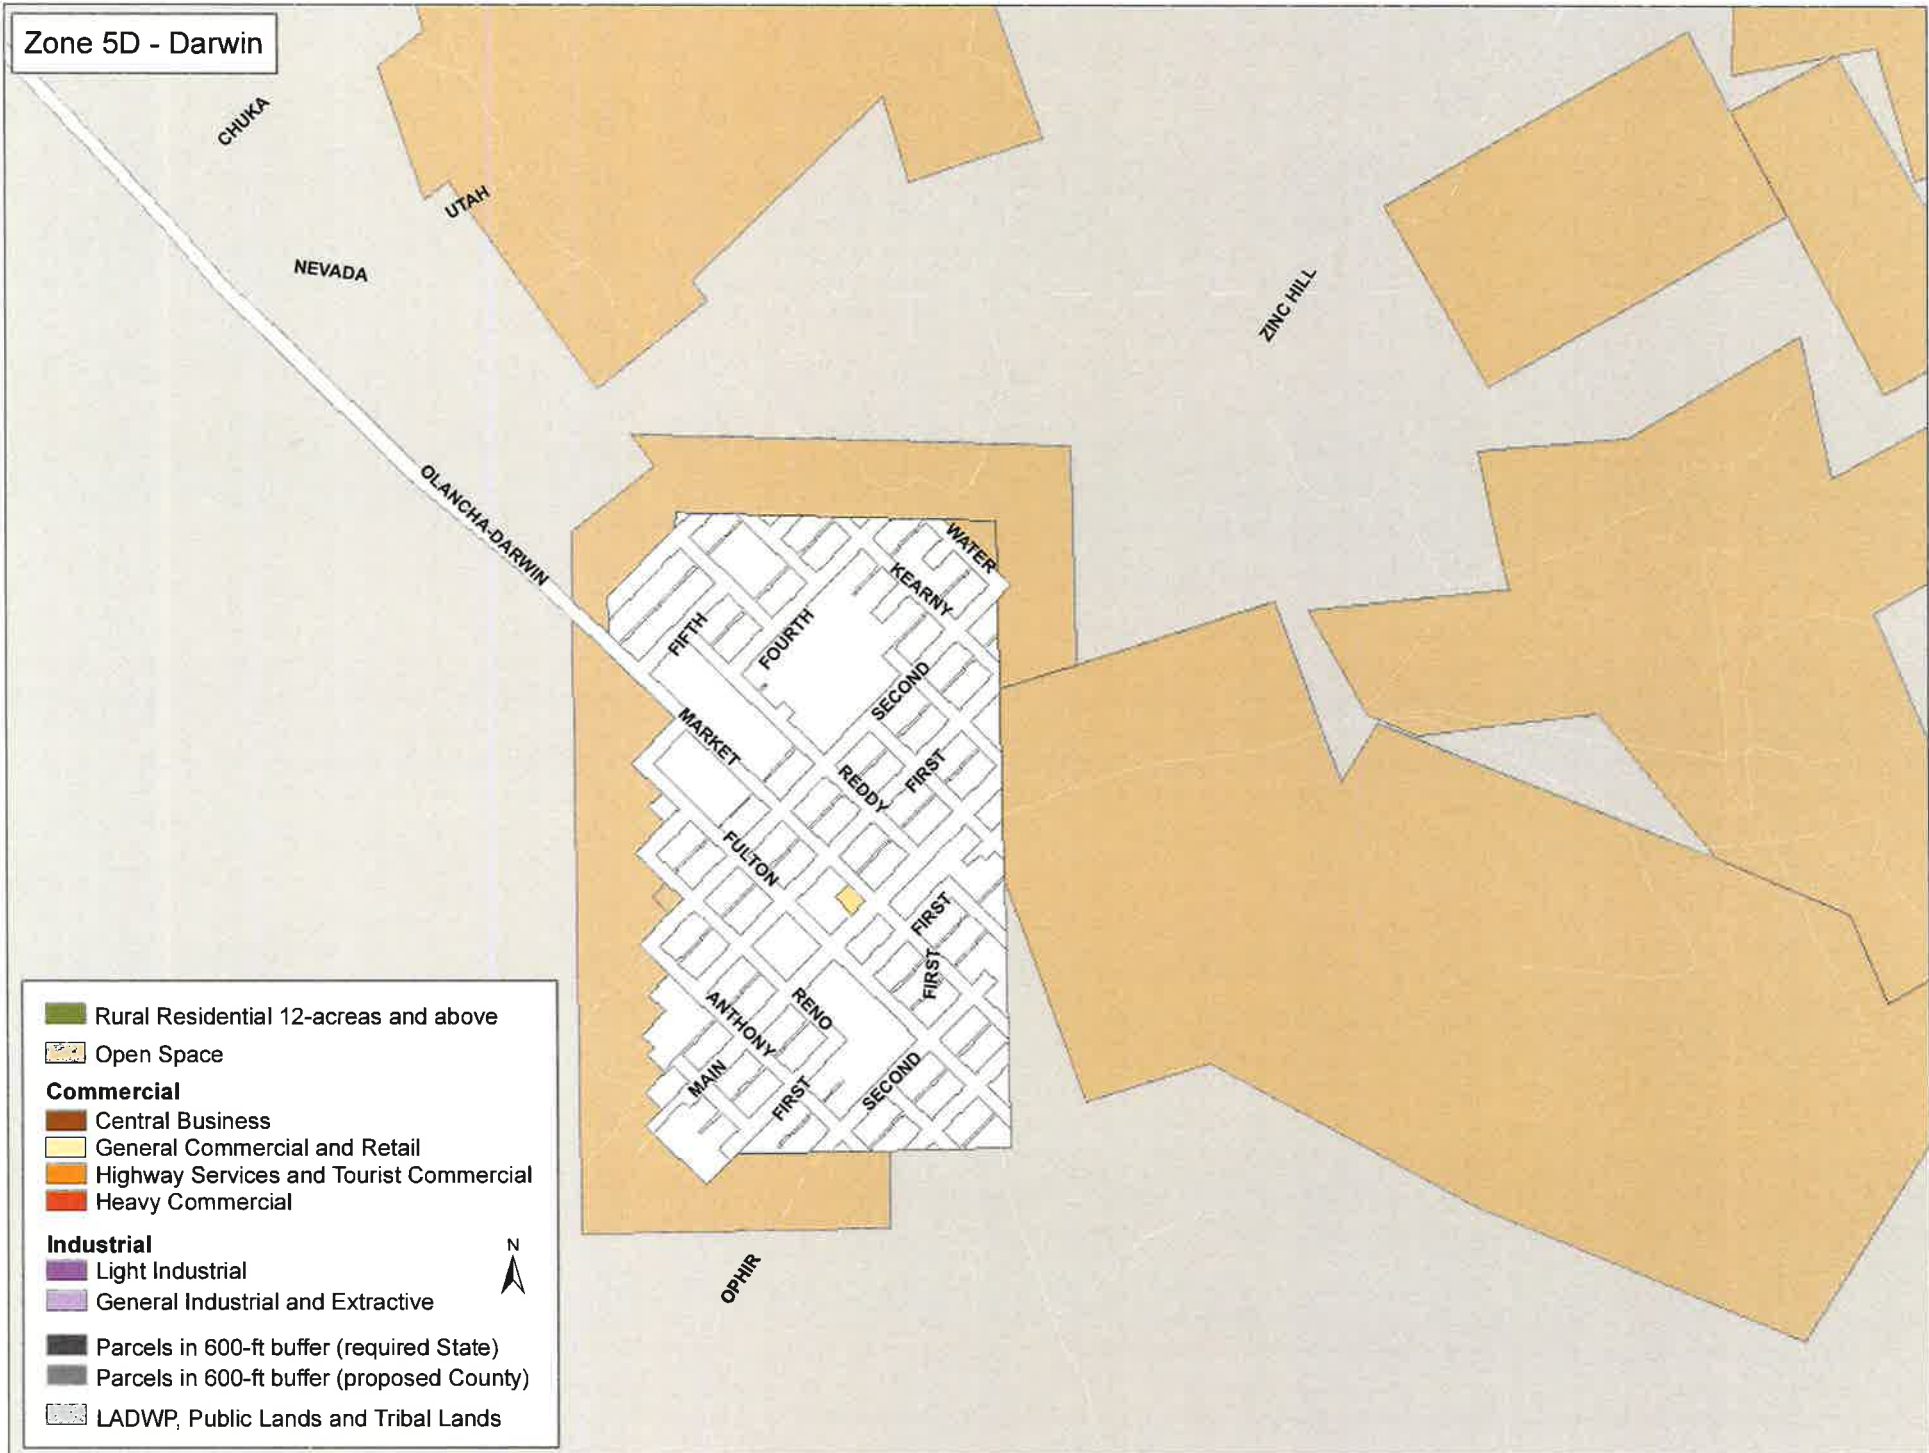 Zone 5D - Darwin
CHUKA
UTAH
NEVADA
ZINC HILL
OLANCHA-DARWIN
WATER
KEARNY
FIFTH
FOURTH
SECOND
MARKET
FIRST
REDDY
FULTON
FIRST
FIRST
ANTHONY
RENO
MAIN
FIRST
SECOND
OPHIR
Rural Residential 12-acreas and above
Open Space
Commercial
Central Business
General Commercial and Retail
Highway Services and Tourist Commercial
Heavy Commercial
Industrial
N
Light Industrial
General Industrial and Extractive
Parcels in 600-ft buffer (required State)
Parcels in 600-ft buffer (proposed County)
LADWP, Public Lands and Tribal Lands